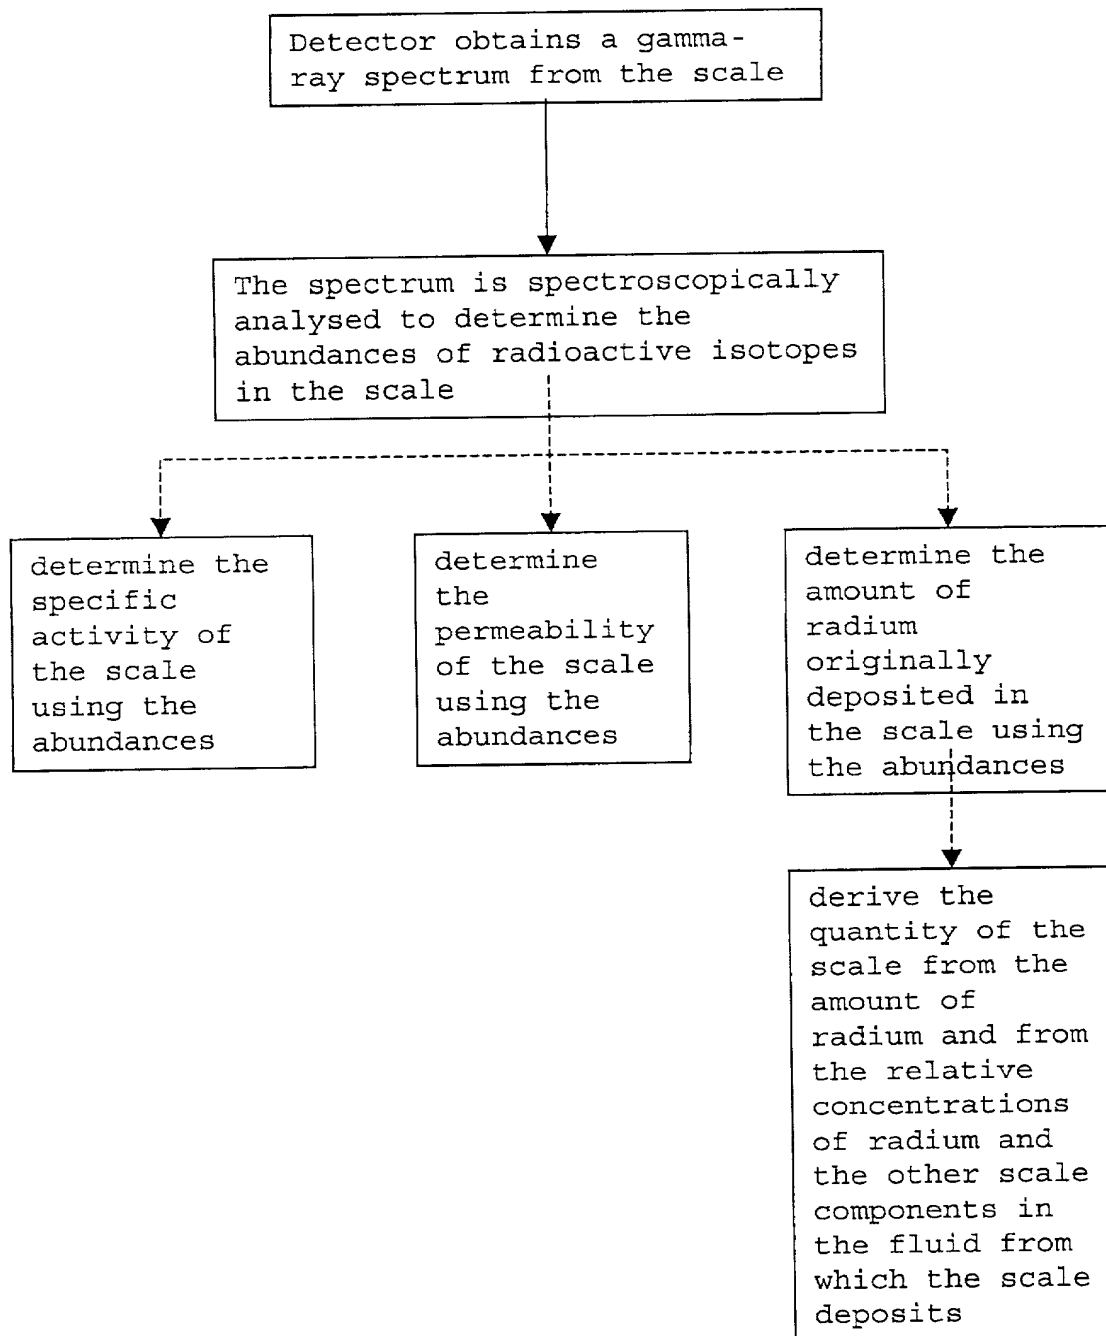 Detector obtains a gamma-
ray spectrum from the scale
The spectrum is spectroscopically
analysed to determine the
abundances of radioactive isotopes
in the scale
determine the
specific
activity of
the scale
using the
abundances
determine
the
permeability
of the scale
using the
abundances
determine the
amount of
radium
originally
deposited in
the scale using
the abundances
derive the
quantity of the
scale from the
amount of
radium and from
the relative
concentrations
of radium and
the other scale
components in
the fluid from
which the scale
deposits